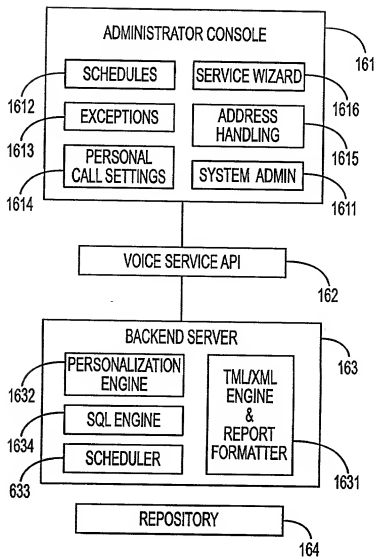 ADMINISTRATOR CONSOLE
161
SCHEDULES
SERVICE WIZARD
1612
1616
EXCEPTIONS
ADDRESS
HANDLING
1613
1615
PERSONAL
CALL SETTINGS
SYSTEM ADMIN
1614
1611
VOICE SERVICE API
162
BACKEND SERVER
163
PERSONALIZATION
ENGINE
1632
TML/XML
ENGINE
&
REPORT
FORMATTER
SQL ENGINE
1634
SCHEDULER
633
1631
REPOSITORY
164